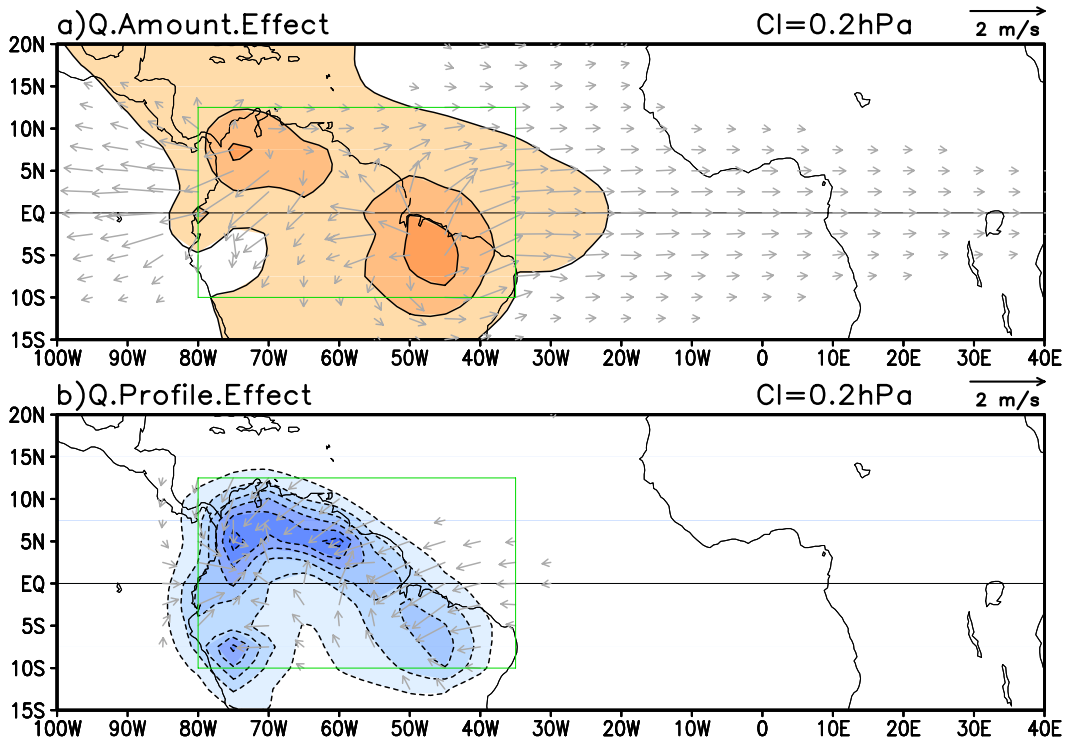 a)Q.Amount.Effect CI=0.2hPa 2 m/s
20N
15N
10N
5N
EQ
5S
10S
15S
100W 90W 80W 70W 60W 50W 40W 30W 20W 10W 0 10E 20E 30E 40E
b)Q.Profile.Effect CI=0.2hPa 2 m/s
20N
15N
10N
5N
EQ
5S
10S
15S
100W 90W 80W 70W 60W 50W 40W 30W 20W 10W 0 10E 20E 30E 40E